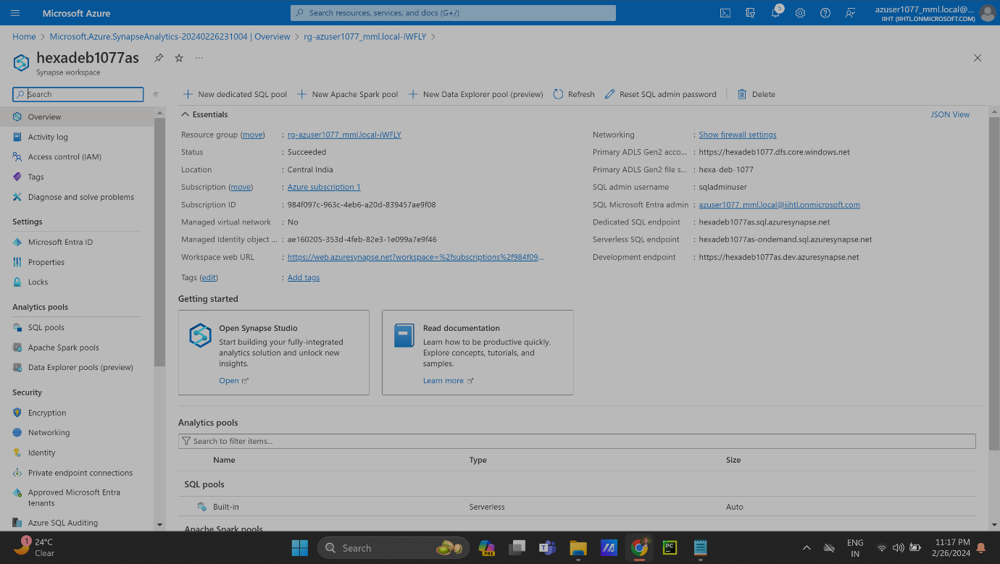 Microsoft Azure
Search resources, services, and docs (G+/)
5
azuser1077_mml.local@...
IIHT (IIHTLONMICROSOFT.COM)
Home > Microsoft.Azure.SynapseAnalytics-20240226231004 | Overview > rg-azuser1077_mml.local-iWFLY >
hexadeb1077as
Synapse workspace
Search
«
New dedicated SQL pool
New Apache Spark pool
New Data Explorer pool (preview)
Refresh
Reset SQL admin password
Delete
Overview
Activity log
Access control (IAM)
Tags
Diagnose and solve problems
Settings
Microsoft Entra ID
Properties
Locks
Analytics pools
SQL pools
Apache Spark pools
Data Explorer pools (preview)
Security
Encryption
Networking
Identity
Private endpoint connections
Approved Microsoft Entra
tenants
Azure SQL Auditing
Essentials
JSON View
Resource group (move) : rg-azuser1077_mml.local-iWFLY
Status : Succeeded
Location : Central India
Subscription (move) : Azure subscription 1
Subscription ID : 984f097c-963c-4eb6-a20d-839457ae9f08
Managed virtual network : No
Managed Identity object ... : ae160205-353d-4feb-82e3-1e099a7e9f46
Workspace web URL : https://web.azuresynapse.net?workspace=%2fsubscriptions%2f984f09...
Tags (edit) : Add tags
Networking : Show firewall settings
Primary ADLS Gen2 acco... : https://hexadeb1077.dfs.core.windows.net
Primary ADLS Gen2 file s... : hexa-deb-1077
SQL admin username : sqladminuser
SQL Microsoft Entra admin : azuser1077_mml.local@iihtl.onmicrosoft.com
Dedicated SQL endpoint : hexadeb1077as.sql.azuresynapse.net
Serverless SQL endpoint : hexadeb1077as-ondemand.sql.azuresynapse.net
Development endpoint : https://hexadeb1077as.dev.azuresynapse.net
Getting started
Open Synapse Studio
Start building your fully-integrated
analytics solution and unlock new
insights.
Open
Read documentation
Learn how to be productive quickly.
Explore concepts, tutorials, and
samples.
Learn more
Analytics pools
Search to filter items...
Name Type Size
SQL pools
Built-in Serverless Auto
Apache Spark pools
1
24°C
Clear
Search
PRE
PC
ENG
IN
11:17 PM
2/26/2024